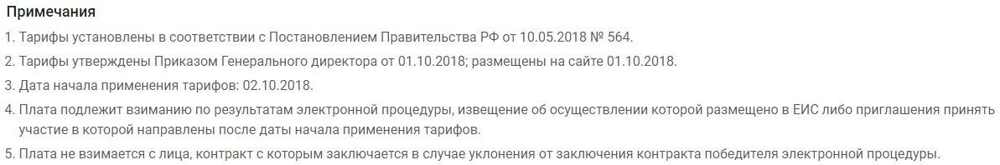 Примечания
1. Тарифы установлены в соответствии с Постановлением Правительства РФ от 10.05.2018 № 564.
2. Тарифы утверждены Приказом Генерального директора от 01.10.2018; размещены на сайте 01.10.2018.
3. Дата начала применения тарифов: 02.10.2018.
4. Плата подлежит взиманию по результатам электронной процедуры, извещение об осуществлении которой размещено в ЕИС либо приглашения принять
участие в которой направлены после даты начала применения тарифов.
5. Плата не взимается с лица, контракт с которым заключается в случае уклонения от заключения контракта победителя электронной процедуры.